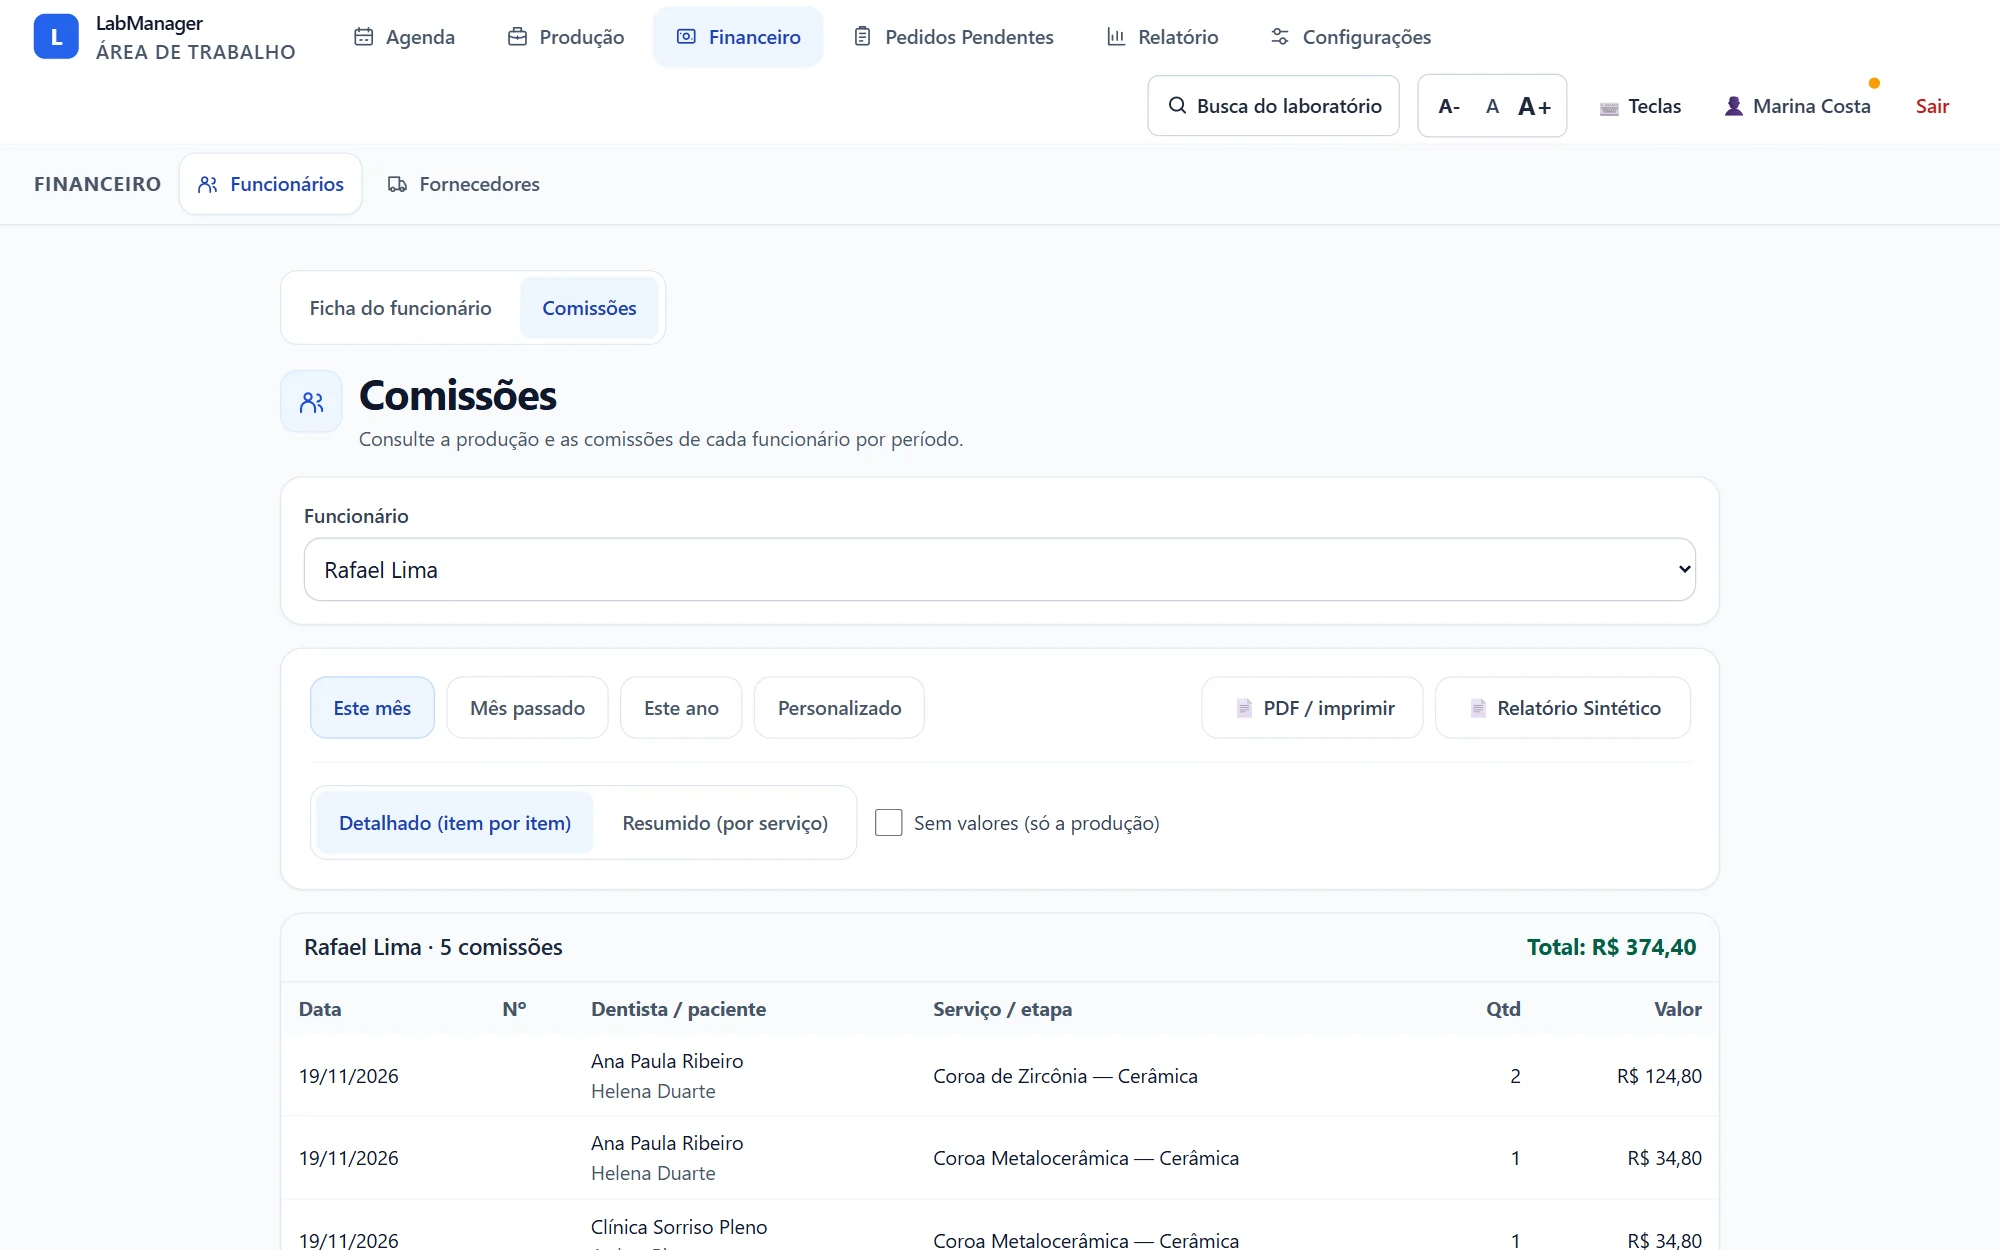 L
LabManager
ÁREA DE TRABALHO
Agenda
Produção
Financeiro
Pedidos Pendentes
Relatório
Configurações
Busca do laboratório
A-
A
A+
Teclas
Marina Costa
Sair
FINANCEIRO
Funcionários
Fornecedores
Ficha do funcionário
Comissões
Comissões
Consulte a produção e as comissões de cada funcionário por período.
Funcionário
Rafael Lima
Este mês
Mês passado
Este ano
Personalizado
PDF / imprimir
Relatório Sintético
Detalhado (item por item)
Resumido (por serviço)
Sem valores (só a produção)
Rafael Lima · 5 comissões
Total: R$ 374,40
Data
Nº
Dentista / paciente
Serviço / etapa
Qtd
Valor
19/11/2026
Ana Paula Ribeiro
Helena Duarte
Coroa de Zircônia — Cerâmica
2
R$ 124,80
19/11/2026
Ana Paula Ribeiro
Helena Duarte
Coroa Metalocerâmica — Cerâmica
1
R$ 34,80
19/11/2026
Clínica Sorriso Pleno
Coroa Metalocerâmica — Cerâmica
1
R$ 34,80